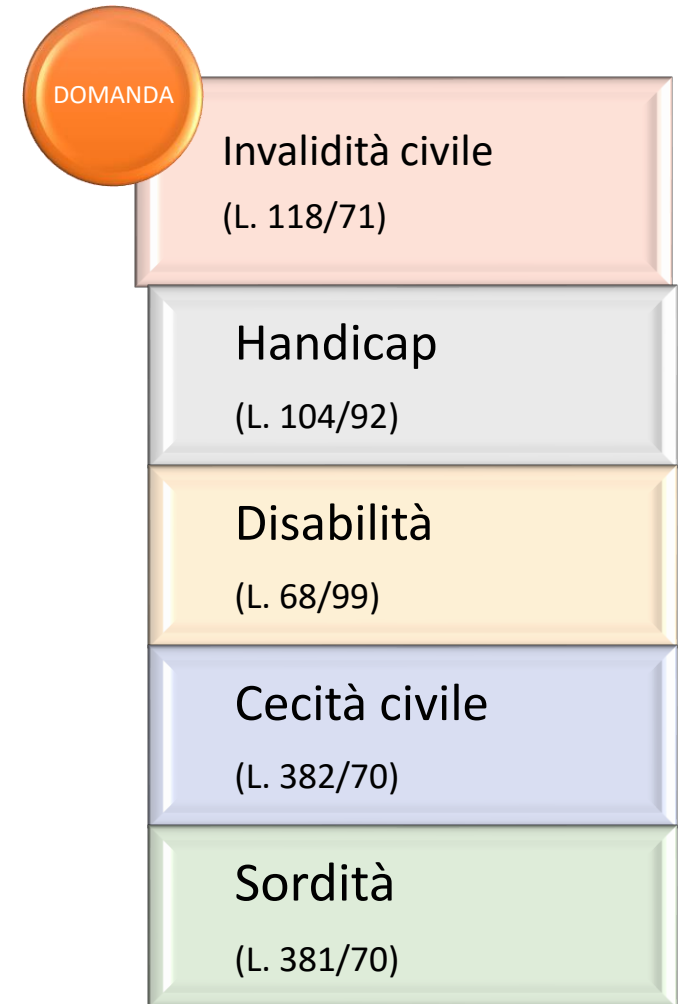 DOMANDA
Invalidità civile
(L. 118/71)
Handicap
(L. 104/92)
Disabilità
(L. 68/99)
Cecità civile
(L. 382/70)
Sordità
(L. 381/70)